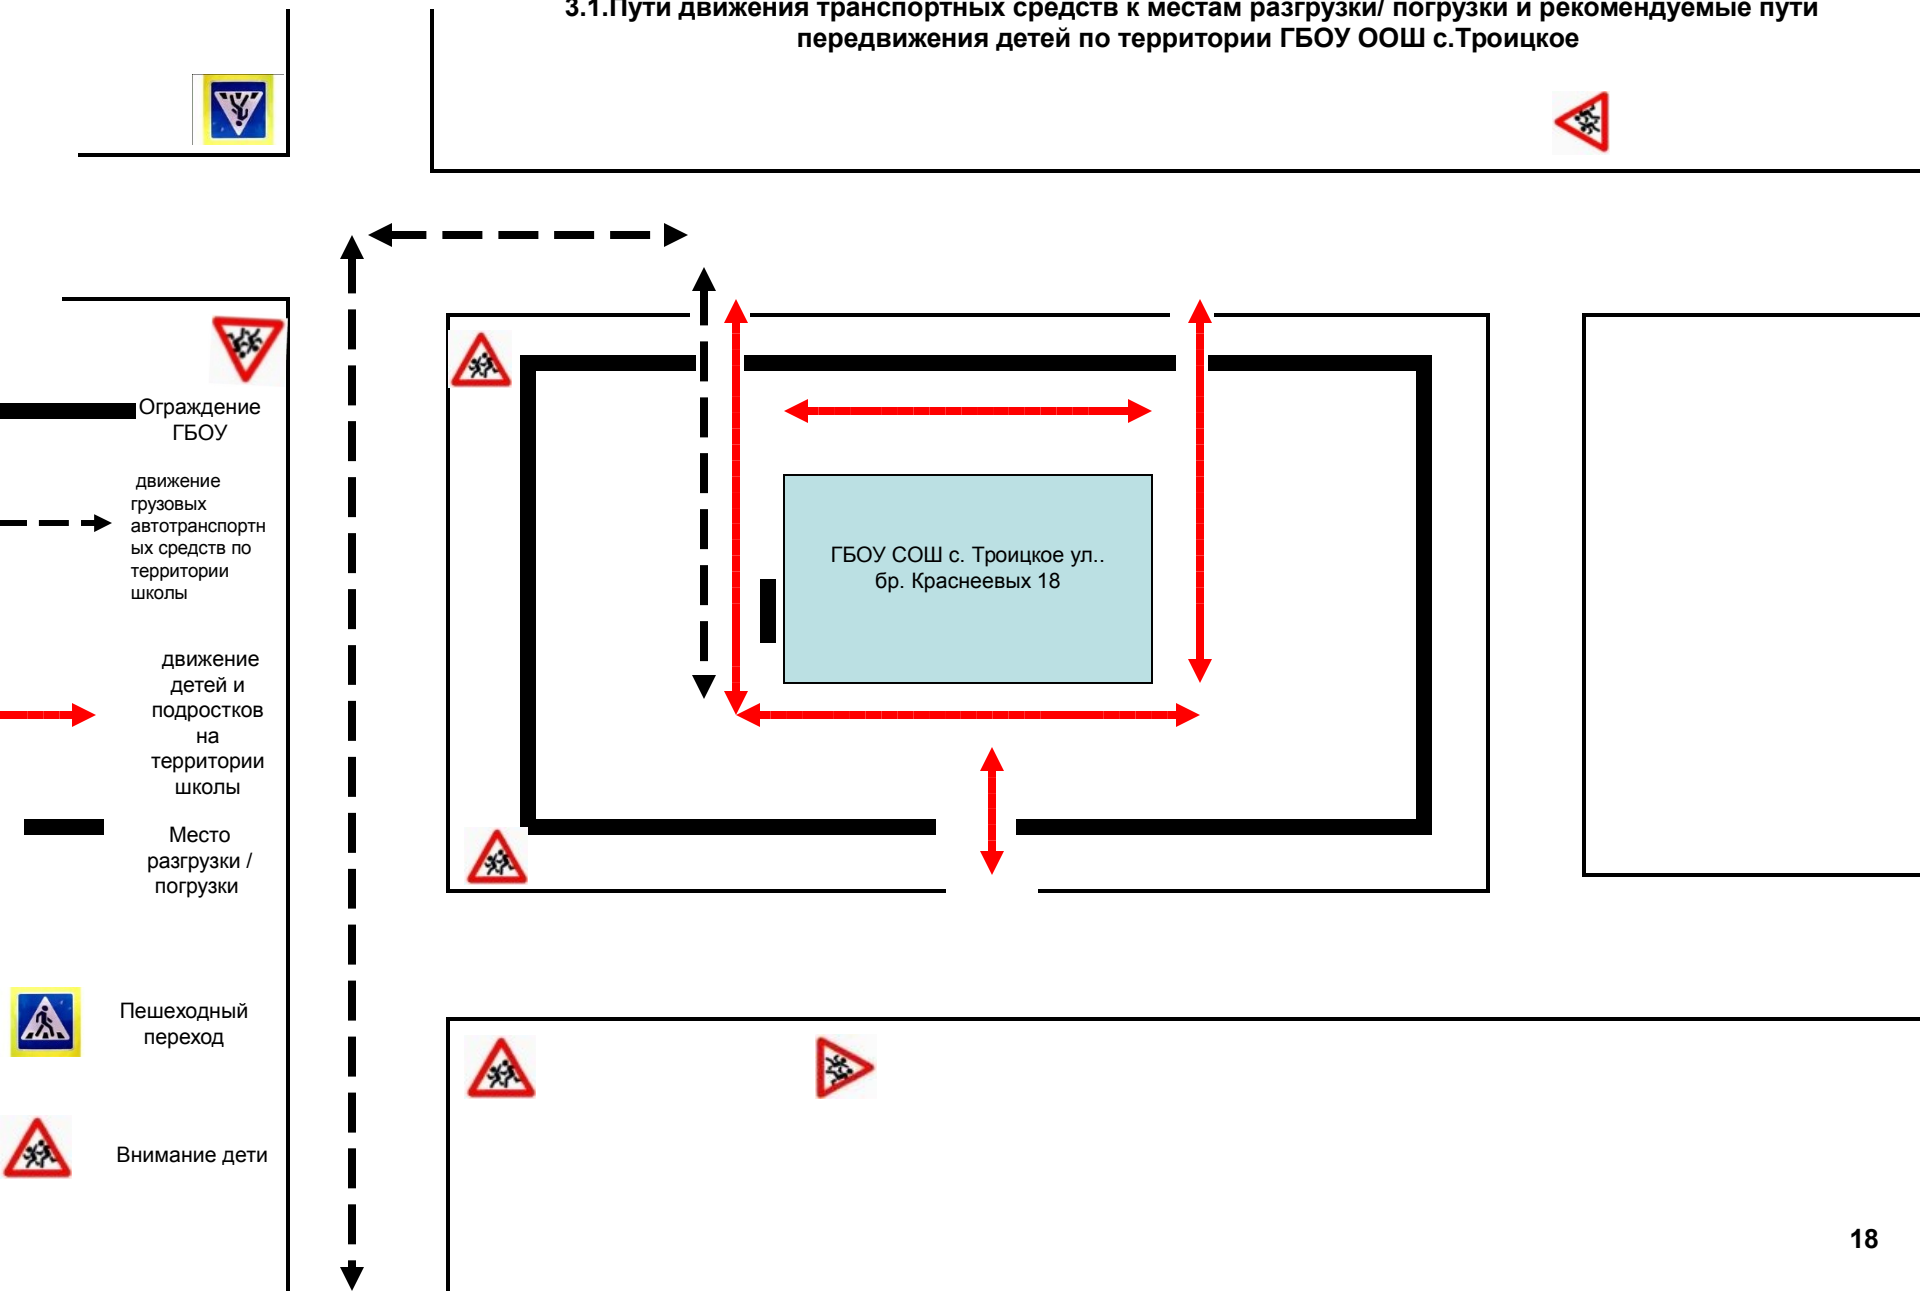 3.1.Пути движения транспортных средств к местам разгрузки/ погрузки и рекомендуемые пути
передвижения детей по территории ГБОУ ООШ с.Троицкое
Ограждение
ГБОУ
движение
грузовых
автотранспортн
ых средств по
территории
школы
движение
детей и
подростков
на
территории
школы
Место
разгрузки /
погрузки
Пешеходный
переход
Внимание дети
ГБОУ СОШ с. Троицкое ул..
бр. Краснеевых 18
18